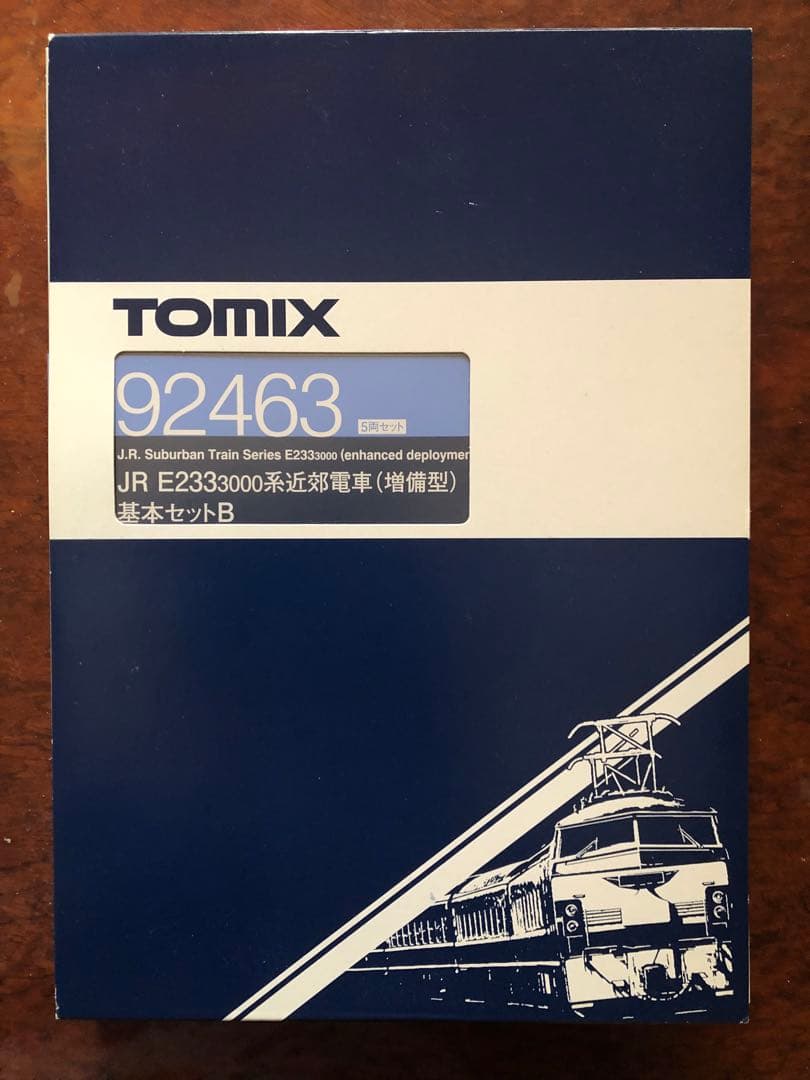 TOMIX
92463 5両セット
J.R. Suburban Train Series E2333000 (enhanced deploymen
JR E2333000系近郊電車(増備型)
基本セットB